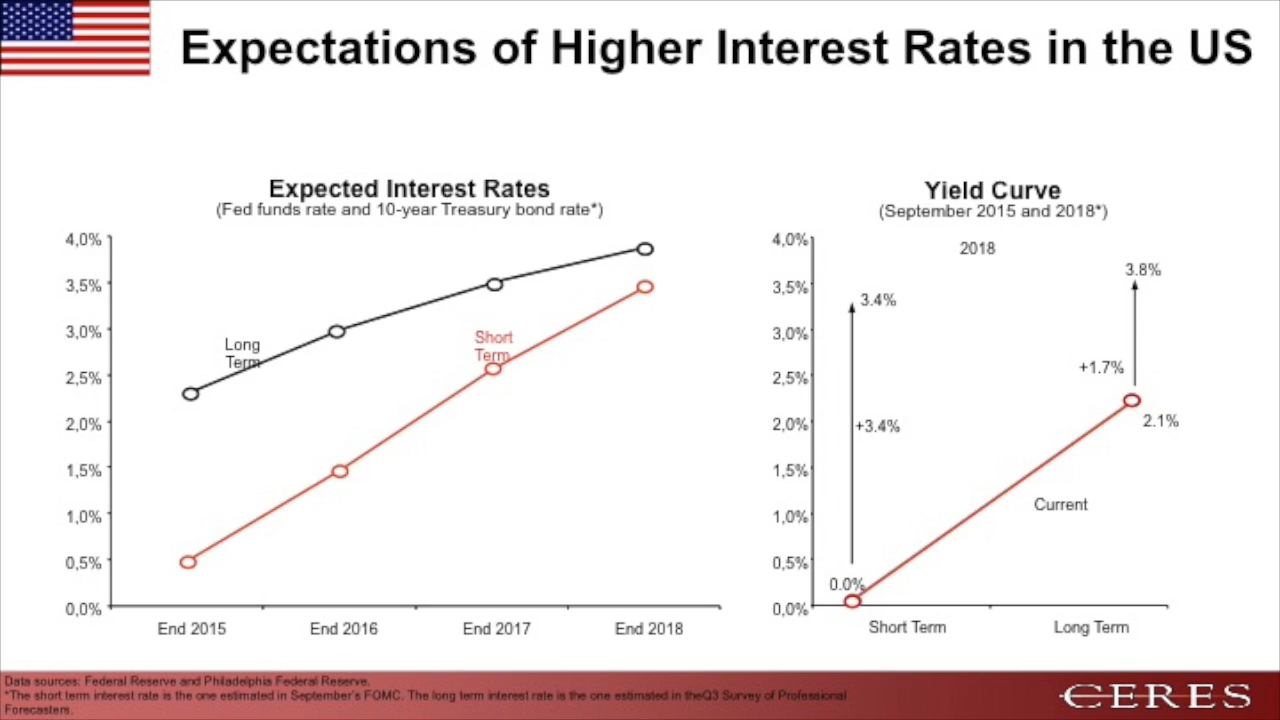 Expectations of Higher Interest Rates in the US
Expected Interest Rates
(Fed funds rate and 10-year Treasury bond rate*)
4,0%
3,5%
3,0%
2,5%
2,0%
1,5%
1,0%
0,5%
0,0%
Long
Term
Short
Term
End 2015
End 2016
End 2017
End 2018
Yield Curve
(September 2015 and 2018*)
4,0%
3,5%
3,0%
2,5%
2,0%
1,5%
1,0%
0,5%
0,0%
2018
3.8%
3.4%
+1.7%
+3.4%
2.1%
Current
0.0%
Short Term
Long Term
Data sources: Federal Reserve and Philadelphia Federal Reserve.
*The short term interest rate is the one estimated in September's FOMC. The long term interest rate is the one estimated in theQ3 Survey of Professional
Forecasters.
CERES